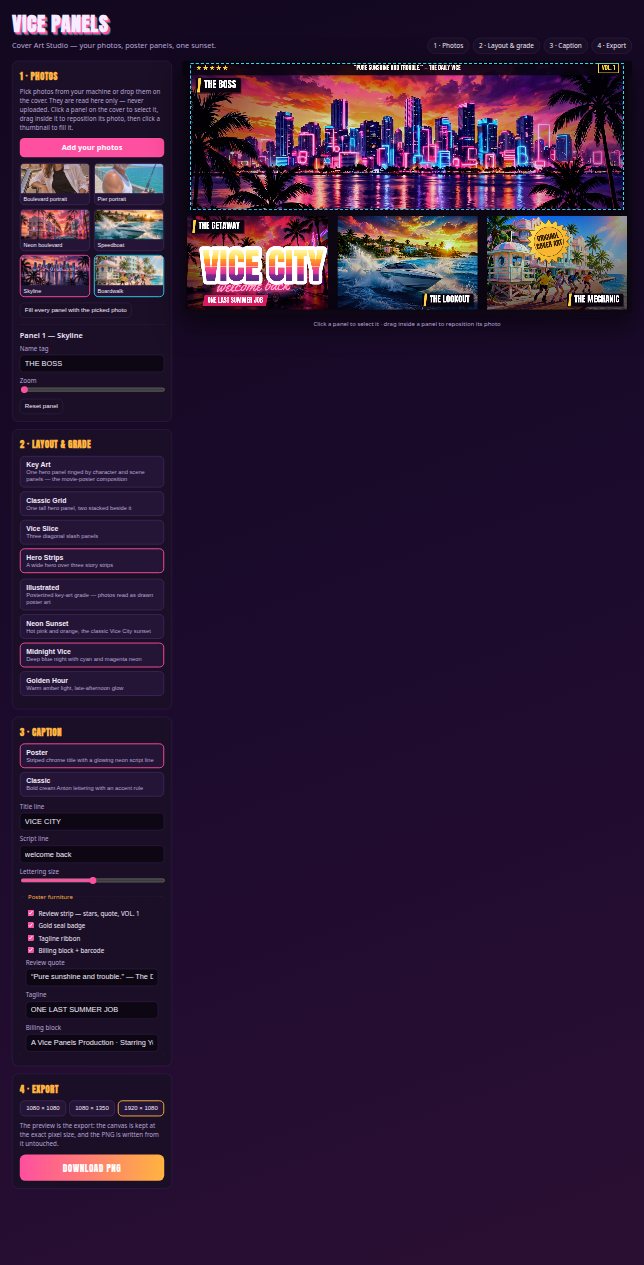 VICE PANELS
Cover Art Studio — your photos, poster panels, one sunset.
1 · Photos
2 · Layout & grade
3 · Caption
4 · Export
1 · PHOTOS
Pick photos from your machine or drop them on
the cover. They are read here only — never
uploaded. Click a panel on the cover to select it,
drag inside it to reposition its photo, then click a
thumbnail to fill it.
Add your photos
Boulevard portrait
Pier portrait
Neon boulevard
Speedboat
Skyline
Boardwalk
Fill every panel with the picked photo
Panel 1 — Skyline
Name tag
THE BOSS
Zoom
Reset panel
2 · LAYOUT & GRADE
Key Art
One hero panel ringed by character and scene
panels — the movie-poster composition
Classic Grid
One tall hero panel, two stacked beside it
Vice Slice
Three diagonal slash panels
Hero Strips
A wide hero over three story strips
Illustrated
Posterized key-art grade — photos read as drawn
poster art
Neon Sunset
Hot pink and orange, the classic Vice City sunset
Midnight Vice
Deep blue night with cyan and magenta neon
Golden Hour
Warm amber light, late-afternoon glow
3 · CAPTION
Poster
Striped chrome title with a glowing neon script line
Classic
Bold cream Anton lettering with an accent rule
Title line
VICE CITY
Script line
welcome back
Lettering size
Poster furniture
Review strip — stars, quote, VOL. 1
Gold seal badge
Tagline ribbon
Billing block + barcode
Review quote
"Pure sunshine and trouble." — The D
Tagline
ONE LAST SUMMER JOB
Billing block
A Vice Panels Production · Starring Yo
4 · EXPORT
1080 × 1080
1080 × 1350
1920 × 1080
The preview is the export: the canvas is kept at
the exact pixel size, and the PNG is written from
it untouched.
DOWNLOAD PNG
★★★★★
"PURE SUNSHINE AND TROUBLE." — THE DAILY VICE
VOL. 1
THE BOSS
THE GETAWAY
VICE CITY
welcome back
ONE LAST SUMMER JOB
THE LOOKOUT
ORIGINAL
COVER ART
THE MECHANIC
Click a panel to select it · drag inside a panel to reposition its photo